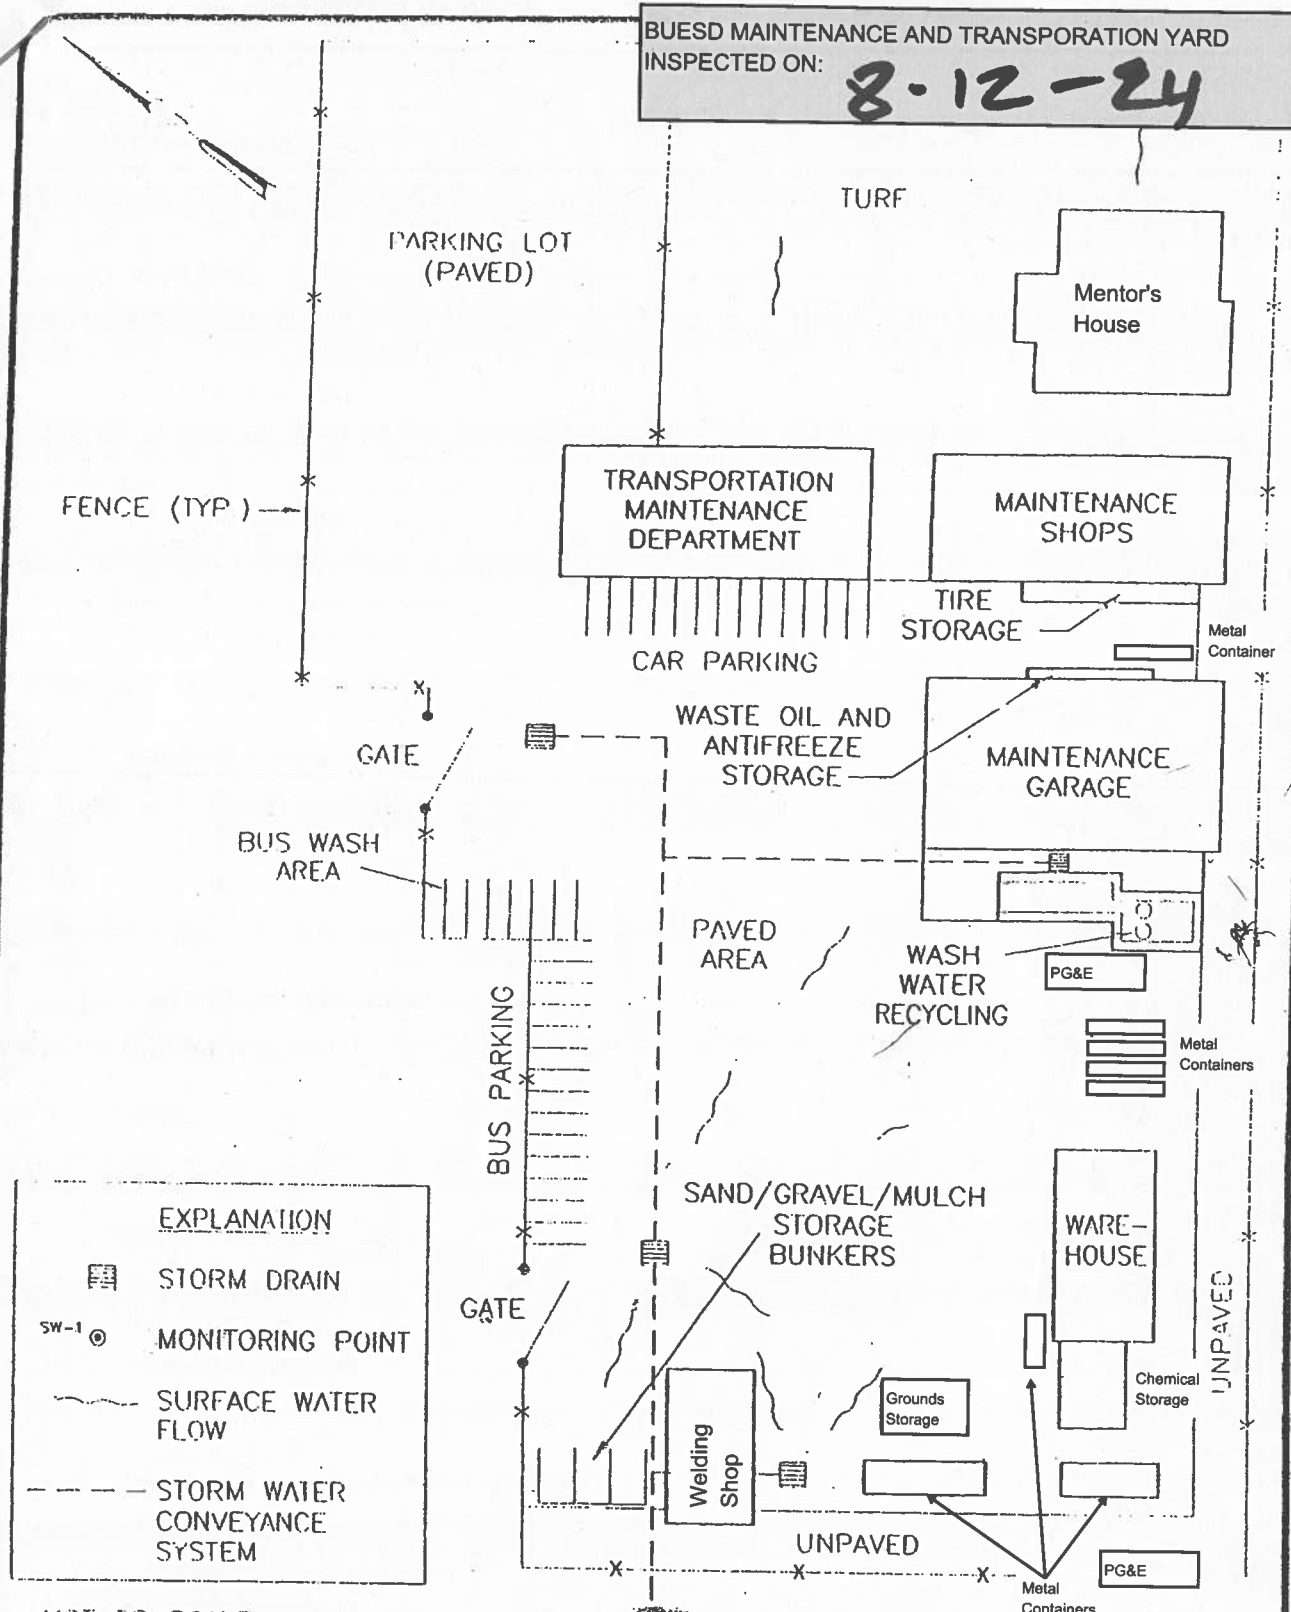 BUESD MAINTENANCE AND TRANSPORATION YARD
INSPECTED ON:
8-12-24
TURF
PARKING LOT
(PAVED)
Mentor's
House
FENCE (TYP.)
TRANSPORTATION
MAINTENANCE
DEPARTMENT
MAINTENANCE
SHOPS
TIRE
STORAGE
Metal
Container
CAR PARKING
WASTE OIL AND
ANTIFREEZE
STORAGE
MAINTENANCE
GARAGE
GATE
BUS WASH
AREA
PAVED
AREA
WASH
WATER
RECYCLING
PG&E
Metal
Containers
BUS PARKING
SAND/GRAVEL/MULCH
STORAGE
BUNKERS
WARE-
HOUSE
UNPAVED
GATE
Chemical
Storage
Grounds
Storage
Welding
Shop
UNPAVED
PG&E
Metal
Containers
EXPLANATION
STORM DRAIN
SW-1
MONITORING POINT
SURFACE WATER
FLOW
STORM WATER
CONVEYANCE
SYSTEM